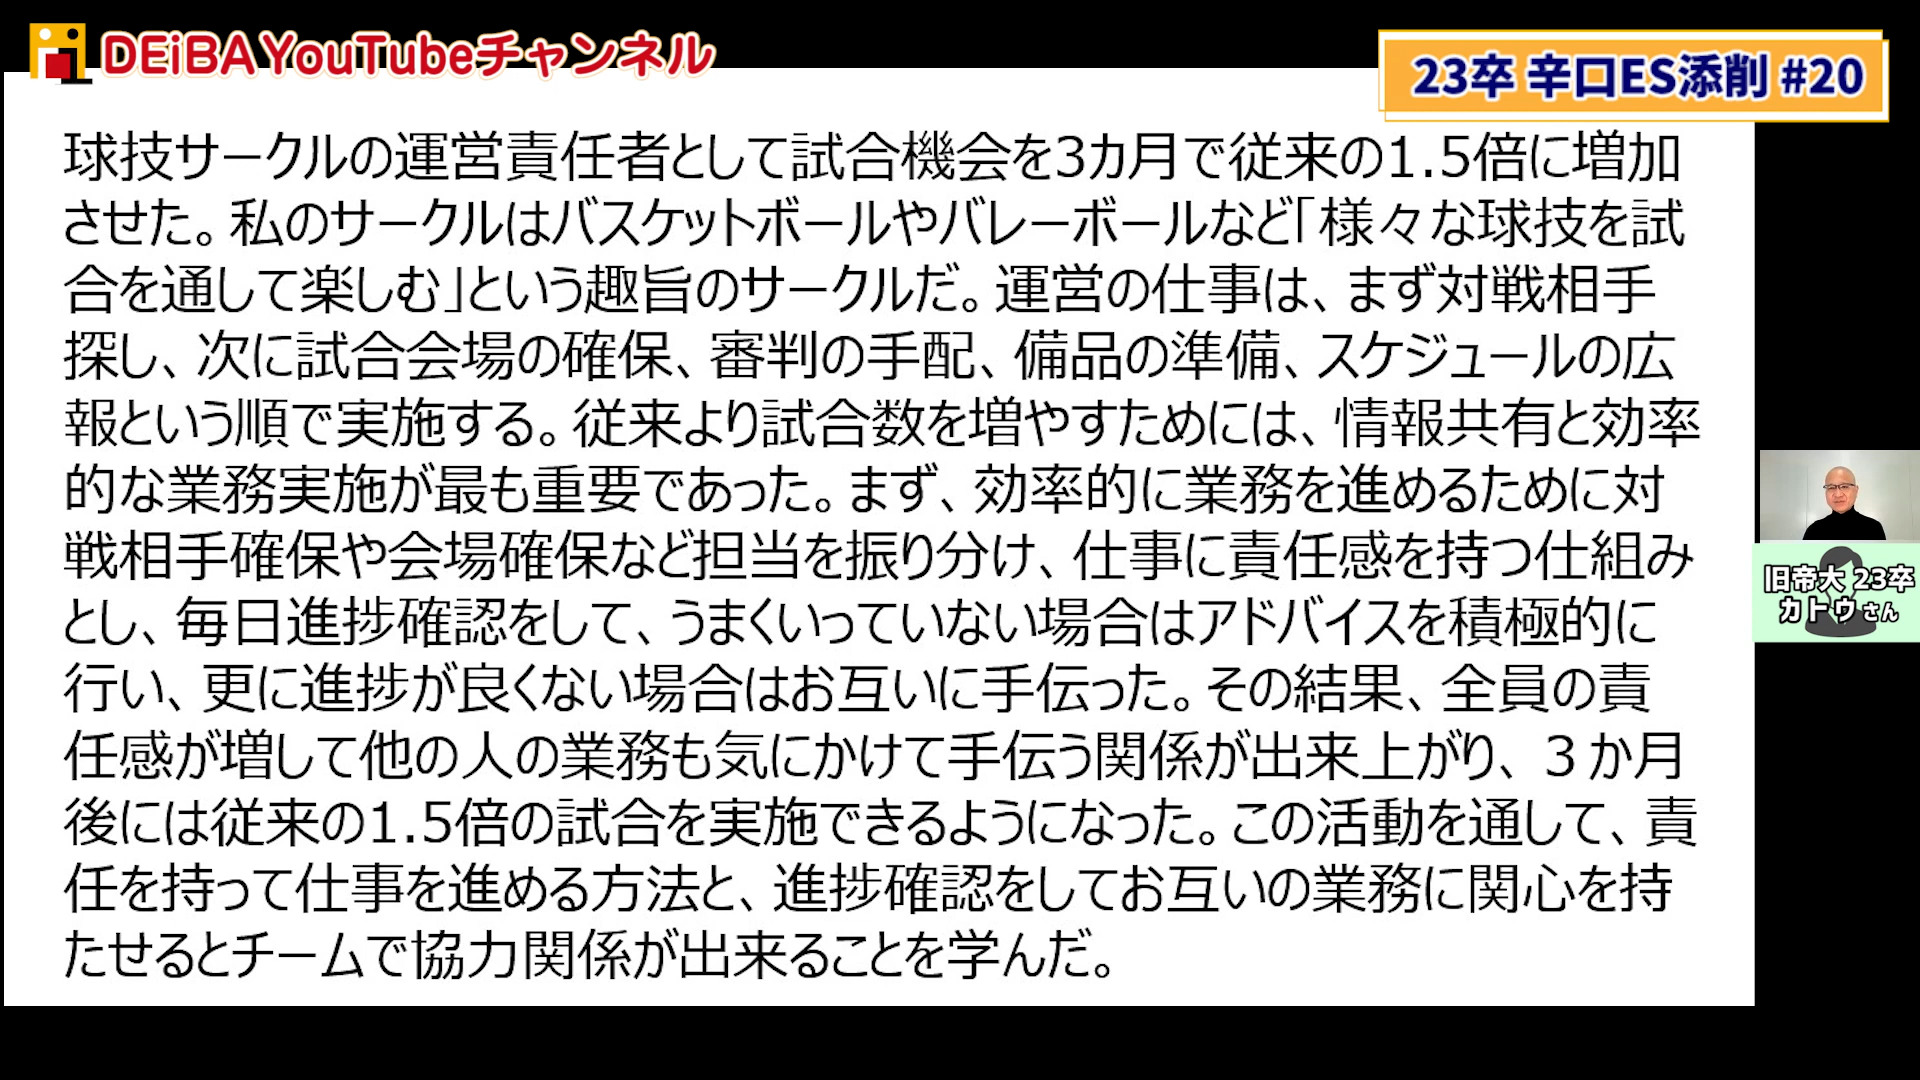 DEiBA YouTubeチャンネル
23卒 辛口ES添削 #20
球技サークルの運営責任者として試合機会を3カ月で従来の1.5倍に増加
させた。私のサークルはバスケットボールやバレーボールなど「様々な球技を試
合を通して楽しむ」という趣旨のサークルだ。運営の仕事は、まず対戦相手
探し、次に試合会場の確保、審判の手配、備品の準備、スケジュールの広
報という順で実施する。従来より試合数を増やすためには、情報共有と効率
的な業務実施が最も重要であった。まず、効率的に業務を進めるために対
戦相手確保や会場確保など担当を振り分け、仕事に責任感を持つ仕組み
とし、毎日進捗確認をして、うまくいっていない場合はアドバイスを積極的に
行い、更に進捗が良くない場合はお互いに手伝った。その結果、全員の責
任感が増して他の人の業務も気にかけて手伝う関係が出来上がり、３か月
後には従来の1.5倍の試合を実施できるようになった。この活動を通して、責
任を持って仕事を進める方法と、進捗確認をしてお互いの業務に関心を持
たせるとチームで協力関係が出来ることを学んだ。
旧帝大 23卒
カトウさん